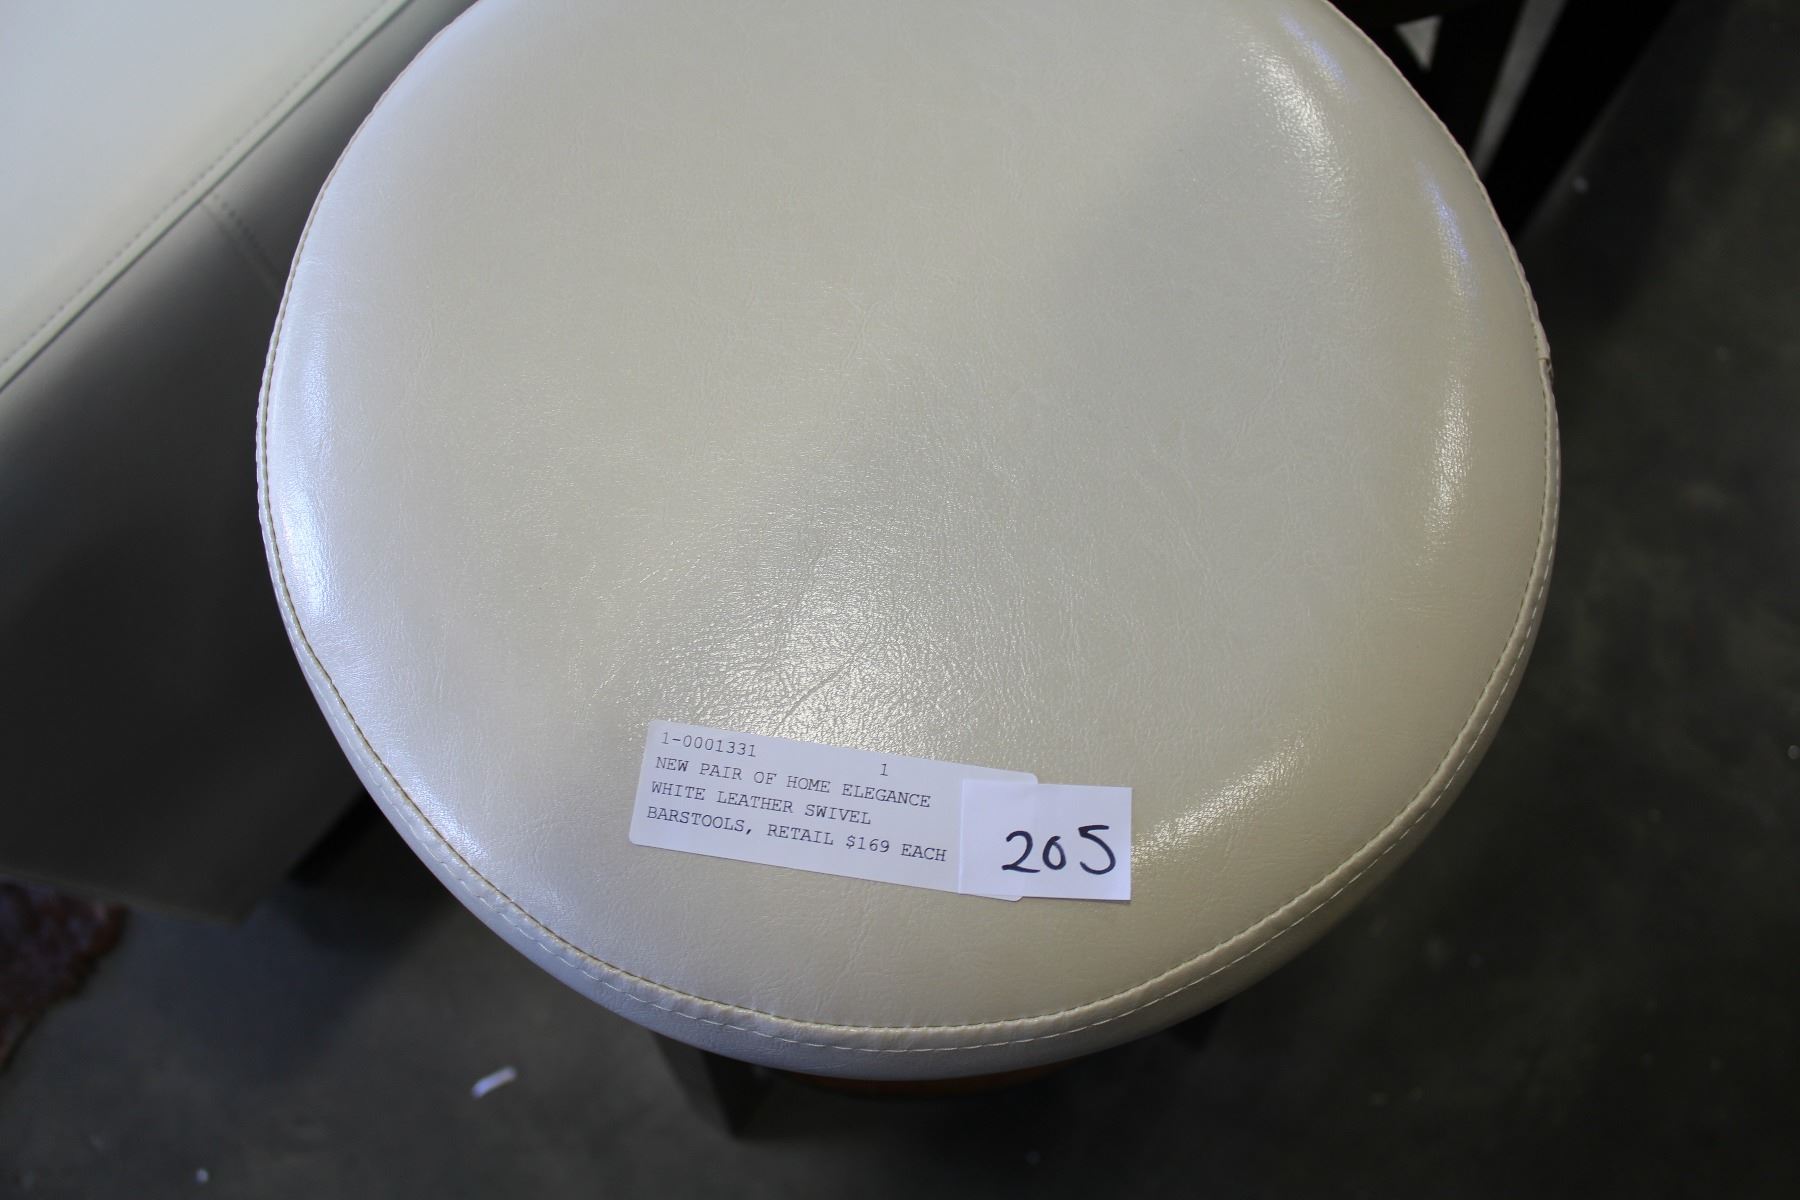 1-0001331
1
NEW PAIR OF HOME ELEGANCE
WHITE LEATHER SWIVEL
BARSTOOLS, RETAIL $169 EACH
205